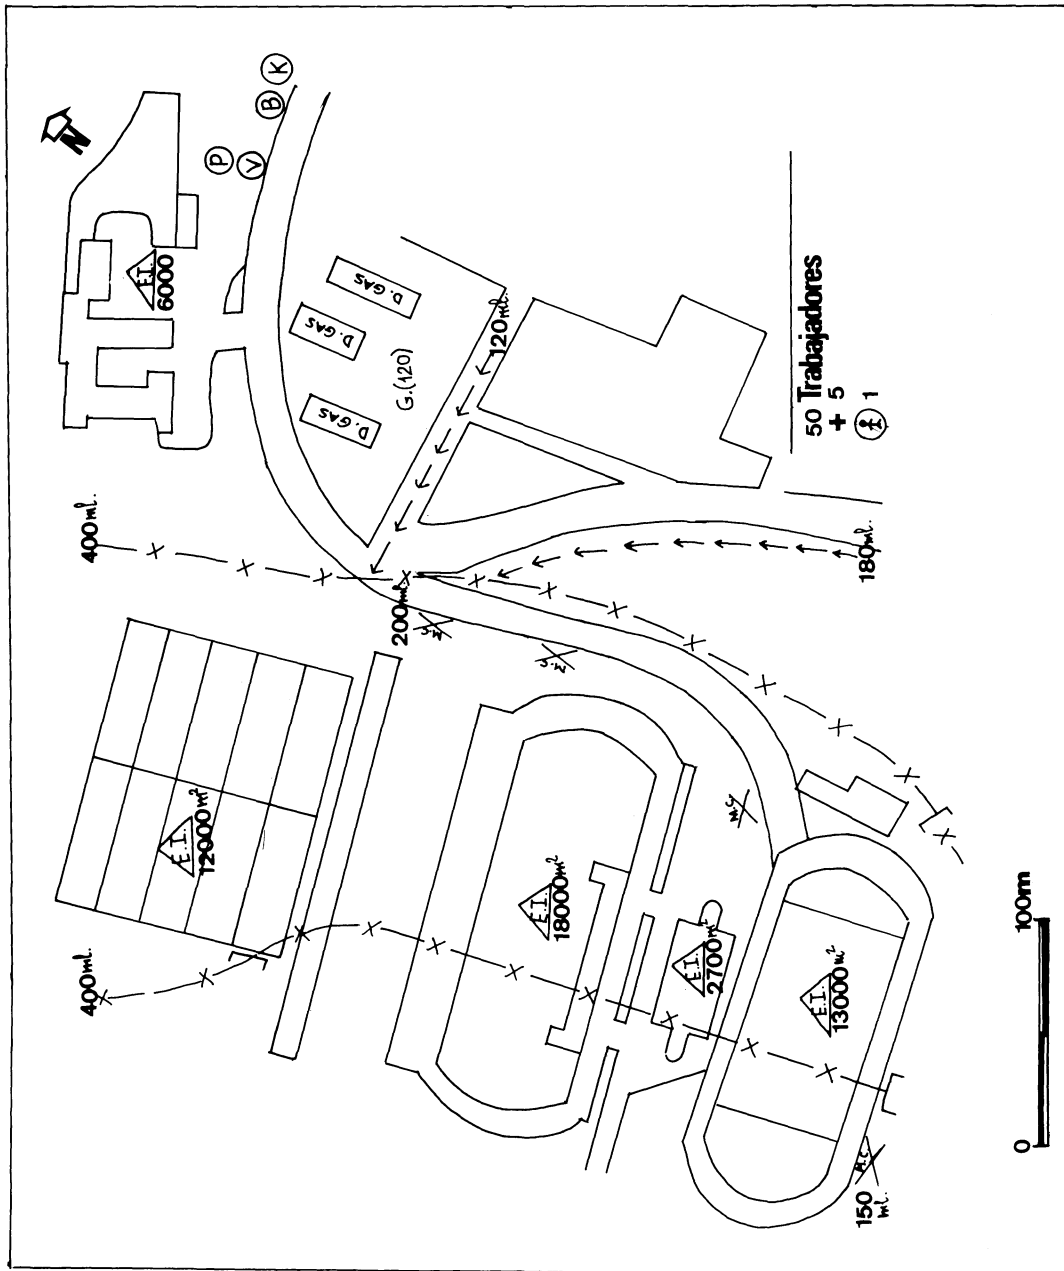 N
K
B
P
V
E.I.
6000
D. GAS
D. GAS
D. GAS
G.(120)
120ml.
50 Trabajadores
+ 5
1
400ml.
200ml.
M.C
M.C
180ml.
E.I.
12000m²
400ml.
E.I.
18000m²
M.C
E.I.
2700m²
E.I.
13000m²
M.C.
150
ml.
0
100m